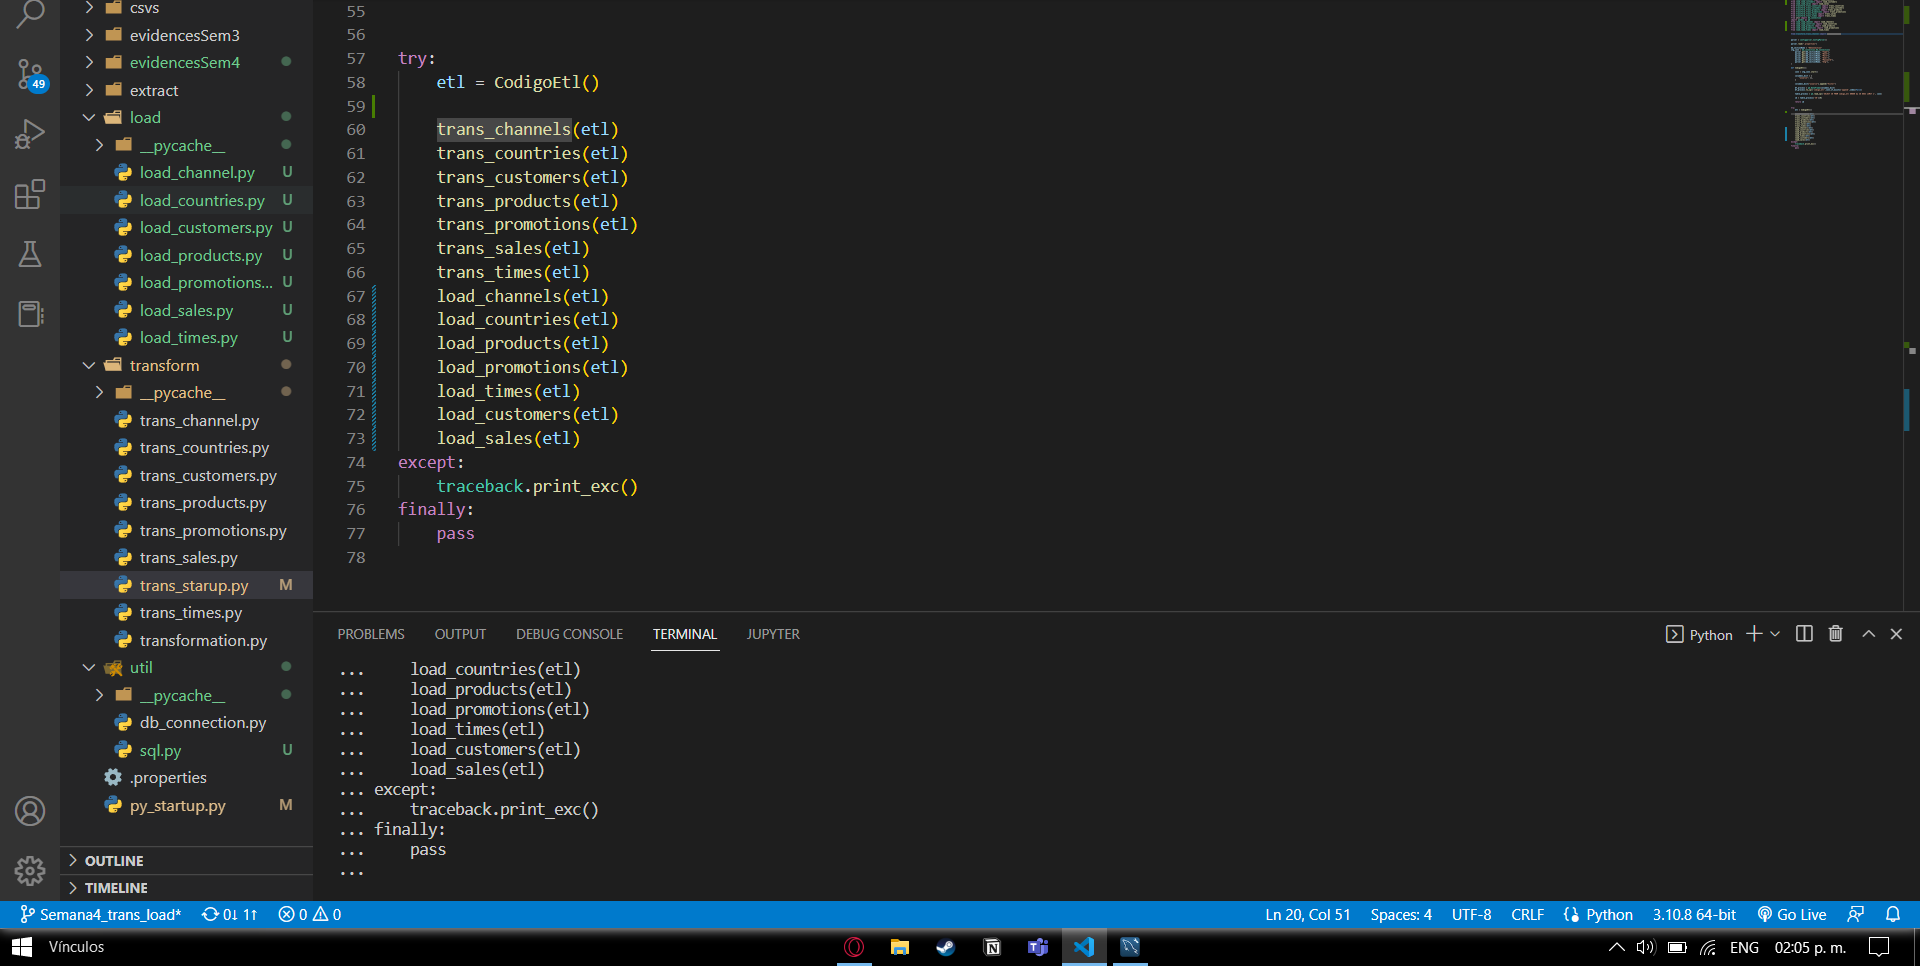 csvs
evidencesSem3
evidencesSem4
extract
load
__pycache__
load_channel.py U
load_countries.py U
load_customers.py U
load_products.py U
load_promotions... U
load_sales.py U
load_times.py U
transform
__pycache__
trans_channel.py
trans_countries.py
trans_customers.py
trans_products.py
trans_promotions.py
trans_sales.py
trans_starup.py M
trans_times.py
transformation.py
util
__pycache__
db_connection.py
sql.py U
.properties
py_startup.py M
OUTLINE
TIMELINE
49
55
56
57 try:
58 etl = CodigoEtl()
59
60 trans_channels(etl)
61 trans_countries(etl)
62 trans_customers(etl)
63 trans_products(etl)
64 trans_promotions(etl)
65 trans_sales(etl)
66 trans_times(etl)
67 load_channels(etl)
68 load_countries(etl)
69 load_products(etl)
70 load_promotions(etl)
71 load_times(etl)
72 load_customers(etl)
73 load_sales(etl)
74 except:
75 traceback.print_exc()
76 finally:
77 pass
78
PROBLEMS OUTPUT DEBUG CONSOLE TERMINAL JUPYTER Python
... load_countries(etl)
... load_products(etl)
... load_promotions(etl)
... load_times(etl)
... load_customers(etl)
... load_sales(etl)
... except:
... traceback.print_exc()
... finally:
... pass
...
Semana4_trans_load* 0↓ 1↑ 0 0 Ln 20, Col 51 Spaces: 4 UTF-8 CRLF Python 3.10.8 64-bit Go Live
Vínculos ENG 02:05 p. m.